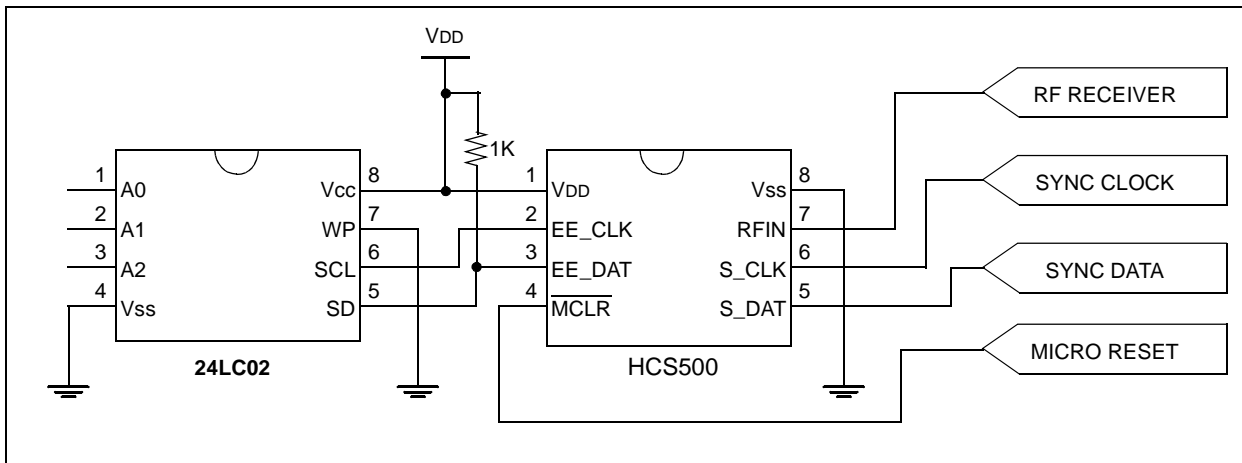 VDD
1K
1
2
3
4
A0
A1
A2
Vss
Vcc
WP
SCL
SD
8
7
6
5
24LC02
1
2
3
4
VDD
EE_CLK
EE_DAT
MCLR
Vss
RFIN
S_CLK
S_DAT
8
7
6
5
HCS500
RF RECEIVER
SYNC CLOCK
SYNC DATA
MICRO RESET